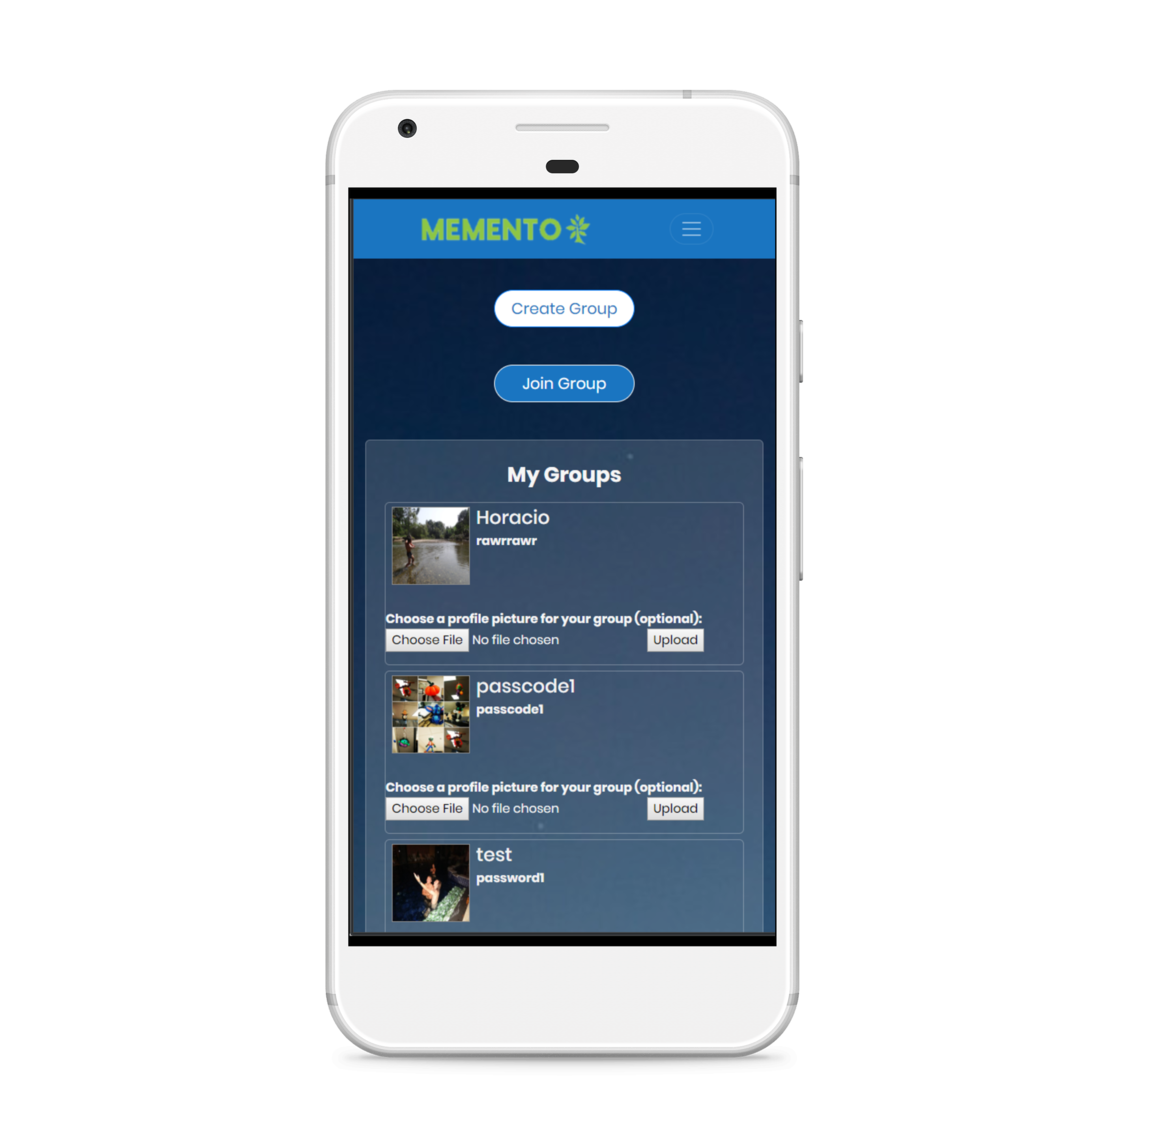 MEMENTO
Create Group
Join Group
My Groups
Horacio
rawrrawr
Choose a profile picture for your group (optional):
Choose File No file chosen Upload
passcode1
passcode1
Choose a profile picture for your group (optional):
Choose File No file chosen Upload
test
password1